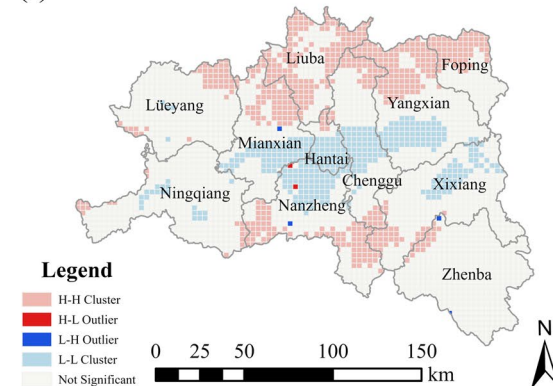 Liuba
Foping
Lüeyang
Yangxian
Mianxian
Hantai
Chenggu
Xixiang
Ningqiang
Nanzheng
Zhenba
Legend
H-H Cluster
H-L Outlier
L-H Outlier
L-L Cluster
Not Significant
0 25 50 100 150
km
N